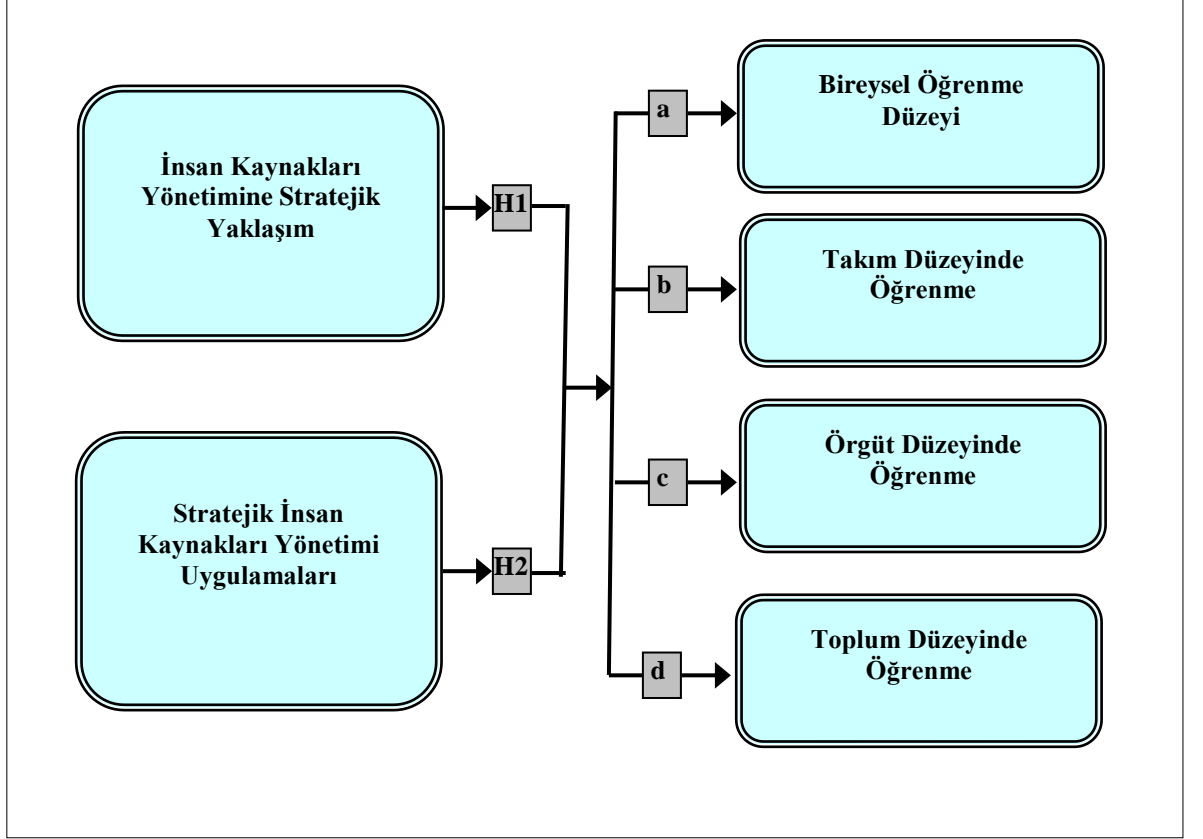 İnsan Kaynakları
Yönetimine Stratejik
Yaklaşım
H1
Stratejik İnsan
Kaynakları Yönetimi
Uygulamaları
H2
a
Bireysel Öğrenme
Düzeyi
b
Takım Düzeyinde
Öğrenme
c
Örgüt Düzeyinde
Öğrenme
d
Toplum Düzeyinde
Öğrenme